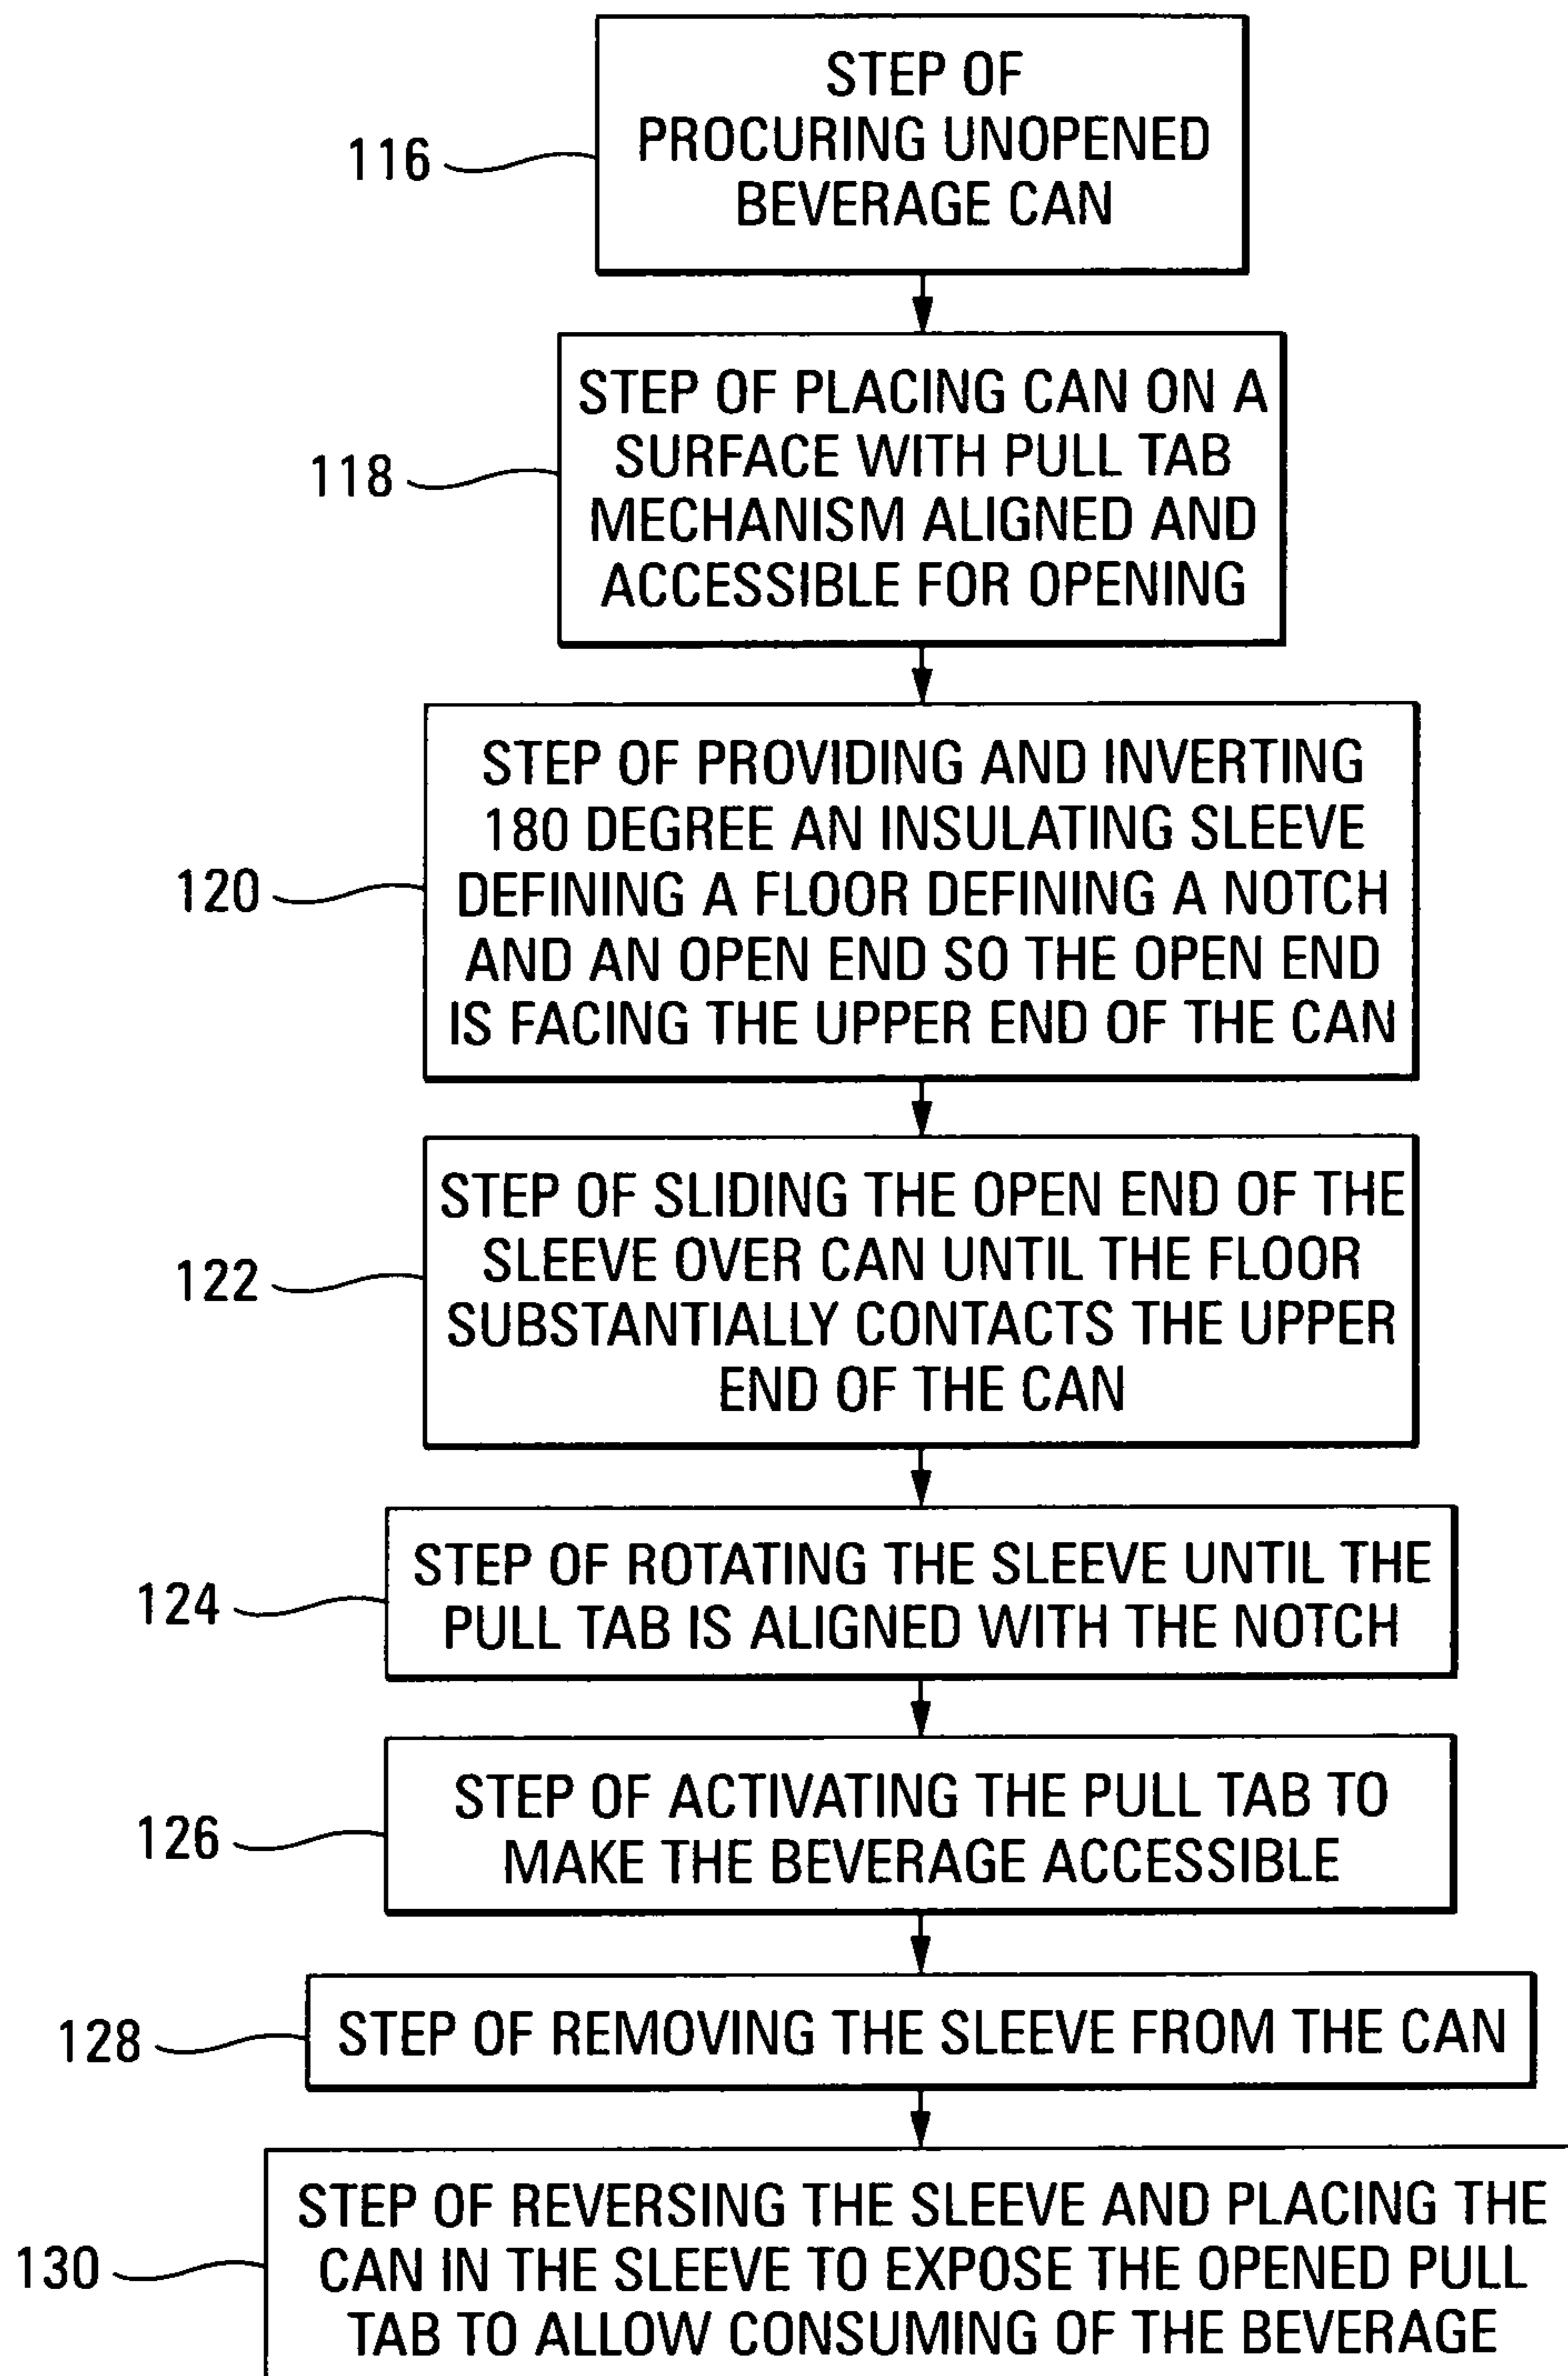 STEP OF
PROCURING UNOPENED
BEVERAGE CAN
116
STEP OF PLACING CAN ON A
SURFACE WITH PULL TAB
MECHANISM ALIGNED AND
ACCESSIBLE FOR OPENING
118
STEP OF PROVIDING AND INVERTING
180 DEGREE AN INSULATING SLEEVE
DEFINING A FLOOR DEFINING A NOTCH
AND AN OPEN END SO THE OPEN END
IS FACING THE UPPER END OF THE CAN
120
STEP OF SLIDING THE OPEN END OF THE
SLEEVE OVER CAN UNTIL THE FLOOR
SUBSTANTIALLY CONTACTS THE UPPER
END OF THE CAN
122
STEP OF ROTATING THE SLEEVE UNTIL THE
PULL TAB IS ALIGNED WITH THE NOTCH
124
STEP OF ACTIVATING THE PULL TAB TO
MAKE THE BEVERAGE ACCESSIBLE
126
STEP OF REMOVING THE SLEEVE FROM THE CAN
128
STEP OF REVERSING THE SLEEVE AND PLACING THE
CAN IN THE SLEEVE TO EXPOSE THE OPENED PULL
TAB TO ALLOW CONSUMING OF THE BEVERAGE
130